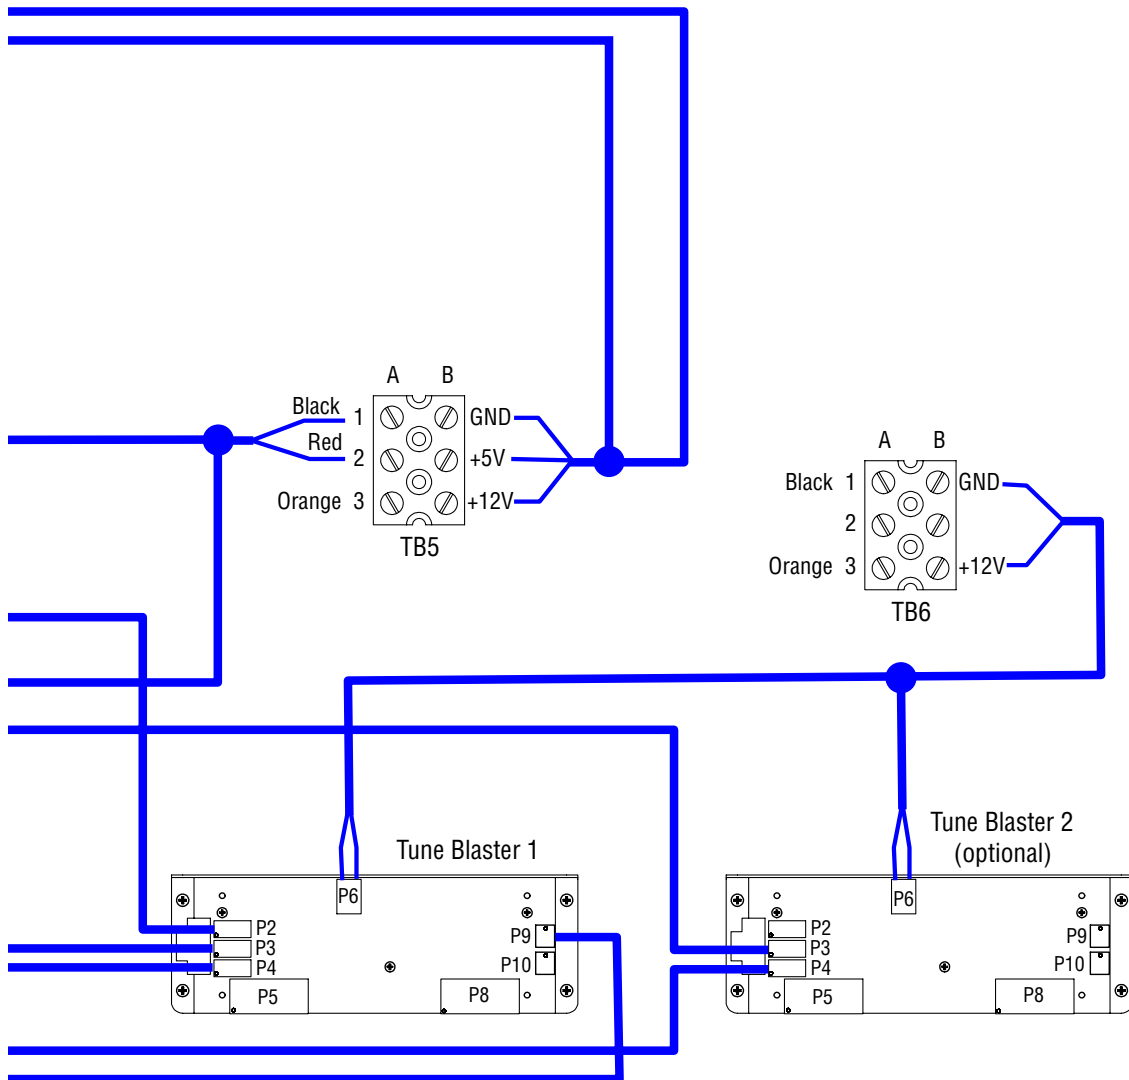 A B
Black 1 GND
Red 2 +5V
Orange 3 +12V
TB5
A B
Black 1 GND
2
Orange 3 +12V
TB6
Tune Blaster 1
P6
P2
P3
P4
P5
P8
P9
P10
Tune Blaster 2
(optional)
P6
P2
P3
P4
P5
P8
P9
P10